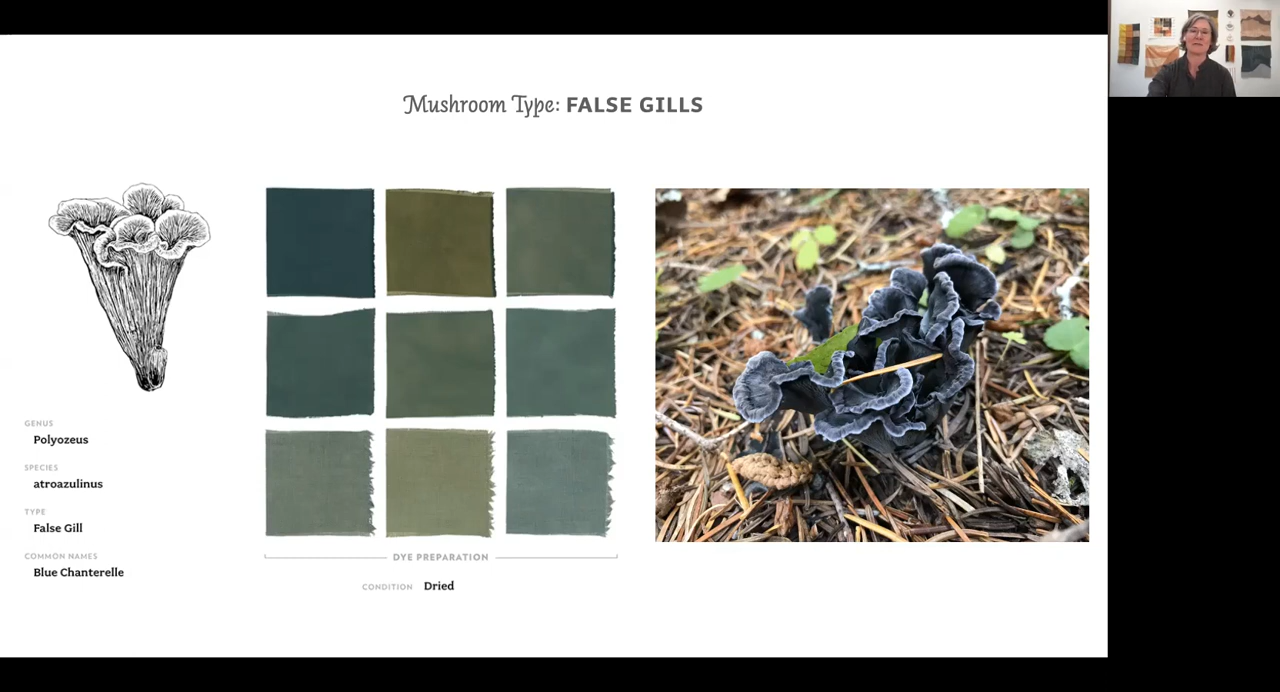 Mushroom Type: FALSE GILLS
GENUS
Polyozeus
SPECIES
atroazulinus
TYPE
False Gill
COMMON NAMES
Blue Chanterelle
DYE PREPARATION
CONDITION Dried